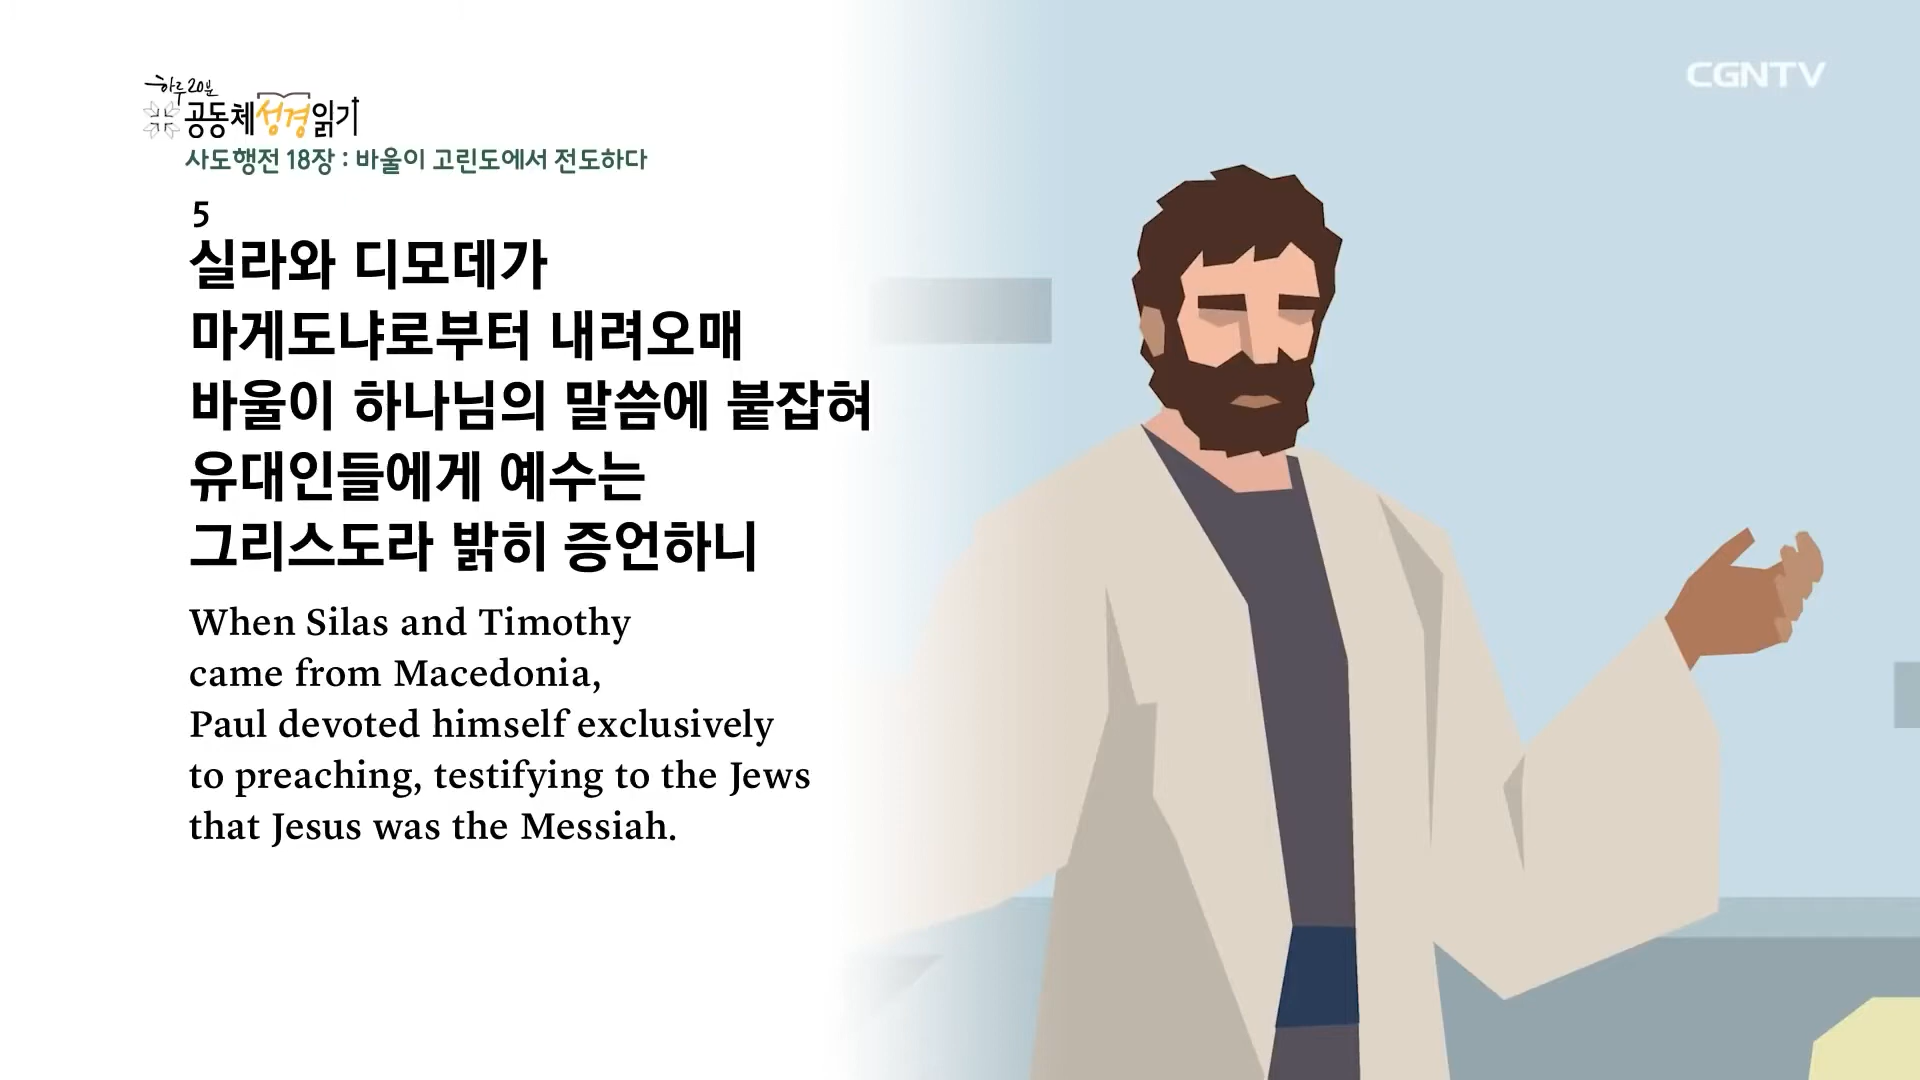 하루 20분
공동체성경읽기
CGNTV
사도행전 18장 : 바울이 고린도에서 전도하다
5
실라와 디모데가
마게도냐로부터 내려오매
바울이 하나님의 말씀에 붙잡혀
유대인들에게 예수는
그리스도라 밝히 증언하니
When Silas and Timothy
came from Macedonia,
Paul devoted himself exclusively
to preaching, testifying to the Jews
that Jesus was the Messiah.